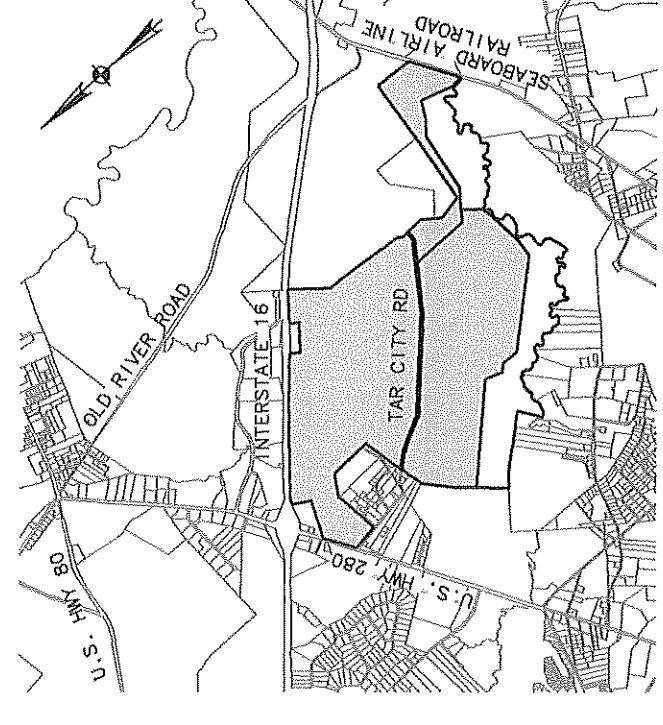 SEABOARD AIRLINE
RAILROAD
OLD RIVER ROAD
INTERSTATE 16
TAR CITY RD
U.S. HWY 280
U.S. HWY 80